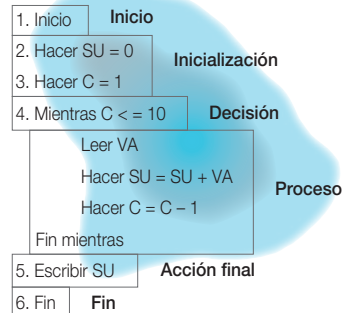 1. Inicio Inicio
2. Hacer SU = 0
Inicialización
3. Hacer C = 1
4. Mientras C < = 10 Decisión
Leer VA
Hacer SU = SU + VA
Proceso
Hacer C = C – 1
Fin mientras
5. Escribir SU Acción final
6. Fin Fin